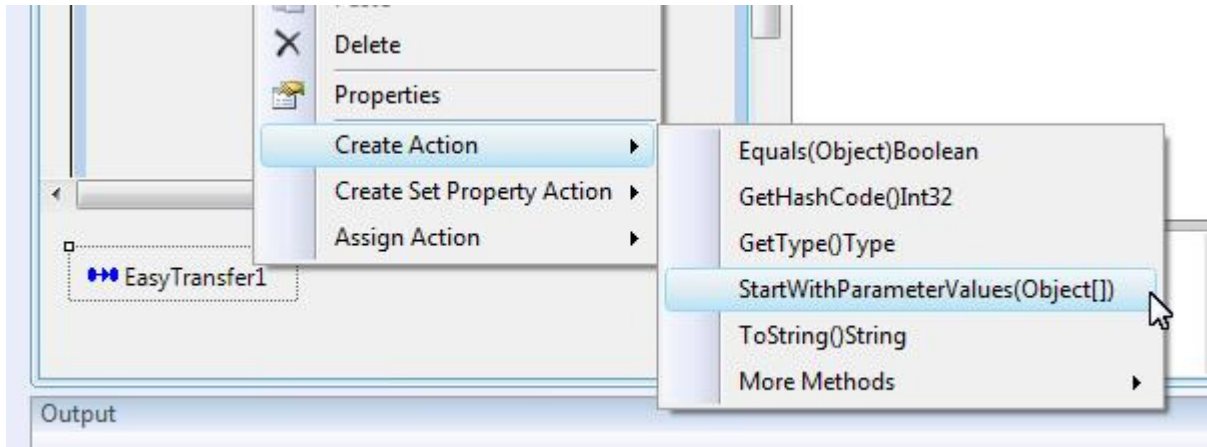 Delete
Properties
Create Action
Create Set Property Action
Assign Action
Equals(Object)Boolean
GetHashCode()Int32
GetType()Type
StartWithParameterValues(Object[])
ToString()String
More Methods
EasyTransfer1
Output